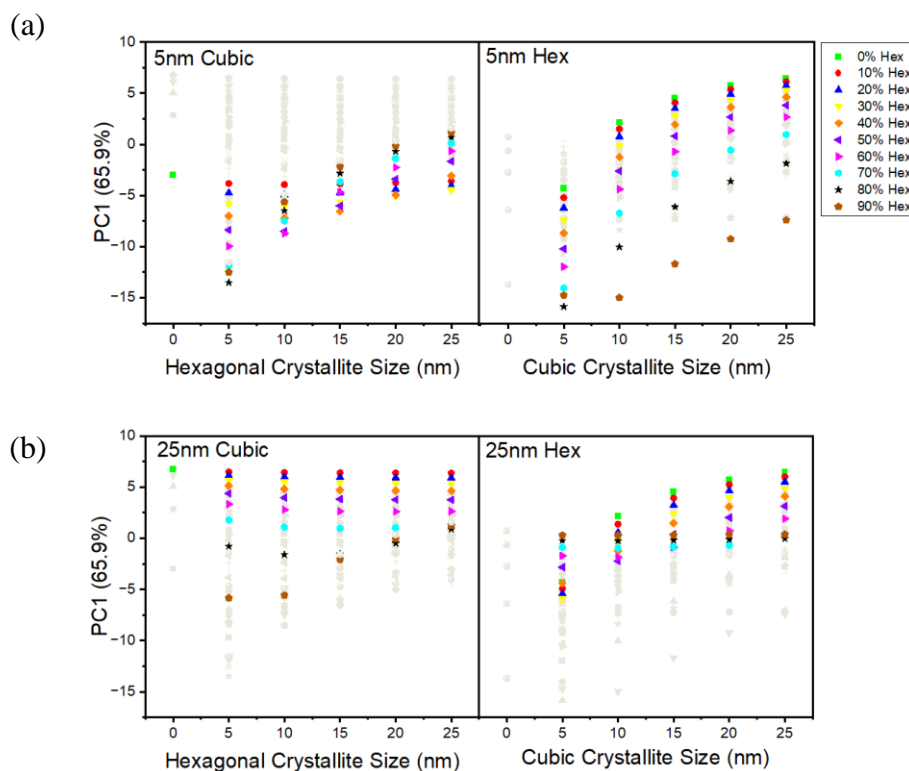 (a)
5nm Cubic
5nm Hex
10
5
0
-5
-10
-15
PC1 (65.9%)
0 5 10 15 20 25
0 5 10 15 20 25
Hexagonal Crystallite Size (nm)
Cubic Crystallite Size (nm)
0% Hex
10% Hex
20% Hex
30% Hex
40% Hex
50% Hex
60% Hex
70% Hex
80% Hex
90% Hex
(b)
25nm Cubic
25nm Hex
10
5
0
-5
-10
-15
PC1 (65.9%)
0 5 10 15 20 25
0 5 10 15 20 25
Hexagonal Crystallite Size (nm)
Cubic Crystallite Size (nm)